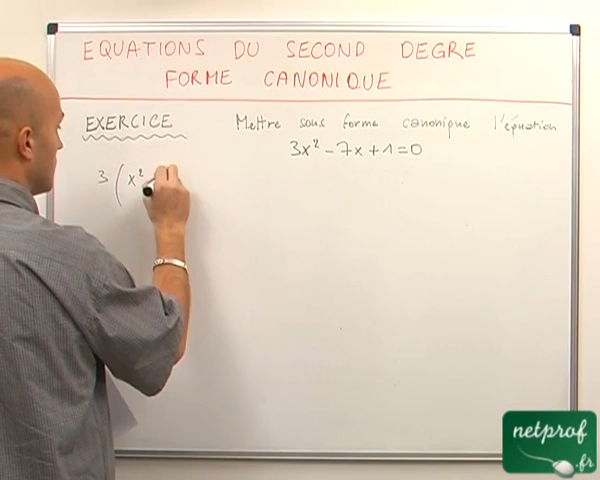 EQUATIONS DU SECOND DEGRE
FORME CANONIQUE
EXERCICE
Mettre sous forme canonique l'équation
3x² - 7x + 1 = 0
3 ( x²
netprof
.fr